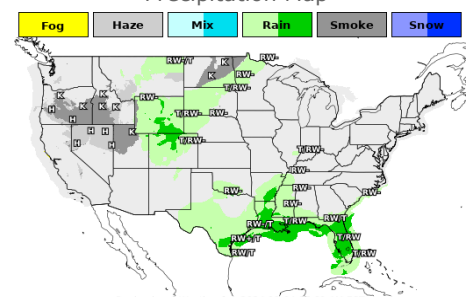 Precipitation Map
Fog Haze Mix Rain Smoke Snow
RW-/T RW-
K K
T/RW-
K K RW-
H K K K
H RW-/T RW-
H H K
H H T/RW-
T/RW-
RW-
RW- RW-
RW-
RW-/T T/RW- RW/T
RW-
RW+/T T/RW
RW/T T/RW